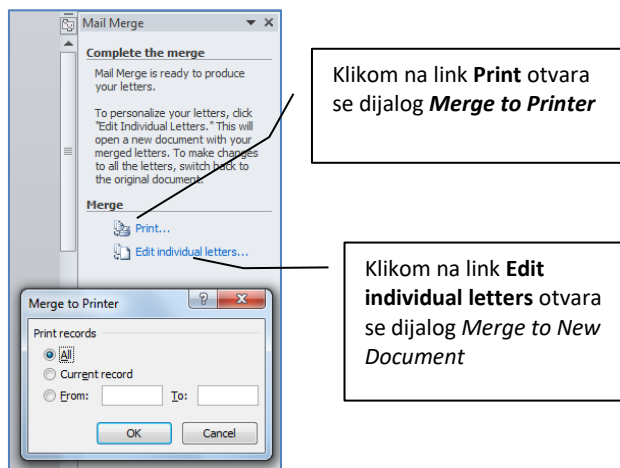 Mail Merge
Complete the merge
Mail Merge is ready to produce
your letters.
To personalize your letters, click
"Edit Individual Letters." This will
open a new document with your
merged letters. To make changes
to all the letters, switch back to
the original document.
Merge
Print...
Edit individual letters...
Klikom na link Print otvara
se dijalog Merge to Printer
Klikom na link Edit
individual letters otvara
se dijalog Merge to New
Document
Merge to Printer
Print records
All
Current record
From: To:
OK Cancel